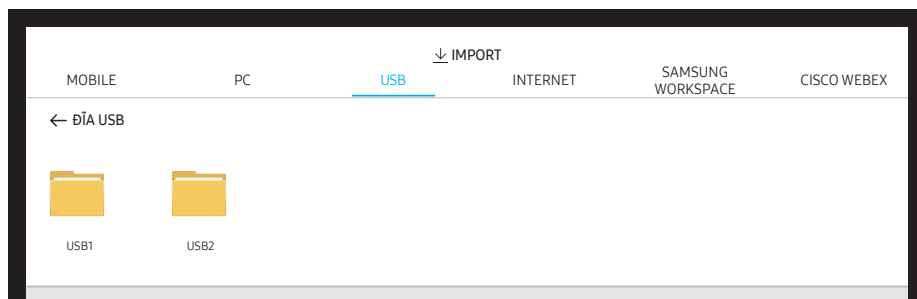 IMPORT
MOBILE
PC
USB
INTERNET
SAMSUNG
WORKSPACE
CISCO WEBEX
ĐĨA USB
USB1
USB2